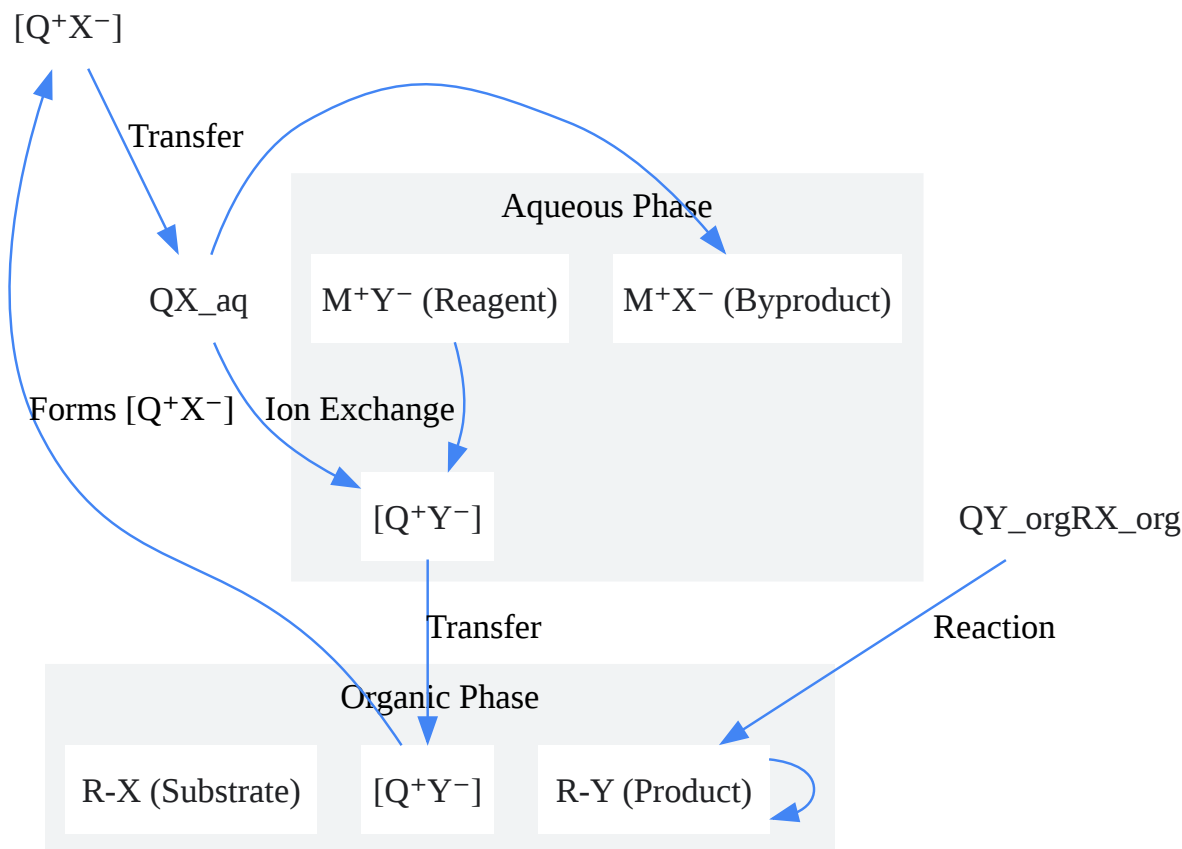 [Q⁺X⁻]
Transfer
Aqueous Phase
QX_aq
M⁺Y⁻ (Reagent)
M⁺X⁻ (Byproduct)
Forms [Q⁺X⁻]
Ion Exchange
[Q⁺Y⁻]
QY_orgRX_org
Transfer
Reaction
Organic Phase
R-X (Substrate)
[Q⁺Y⁻]
R-Y (Product)